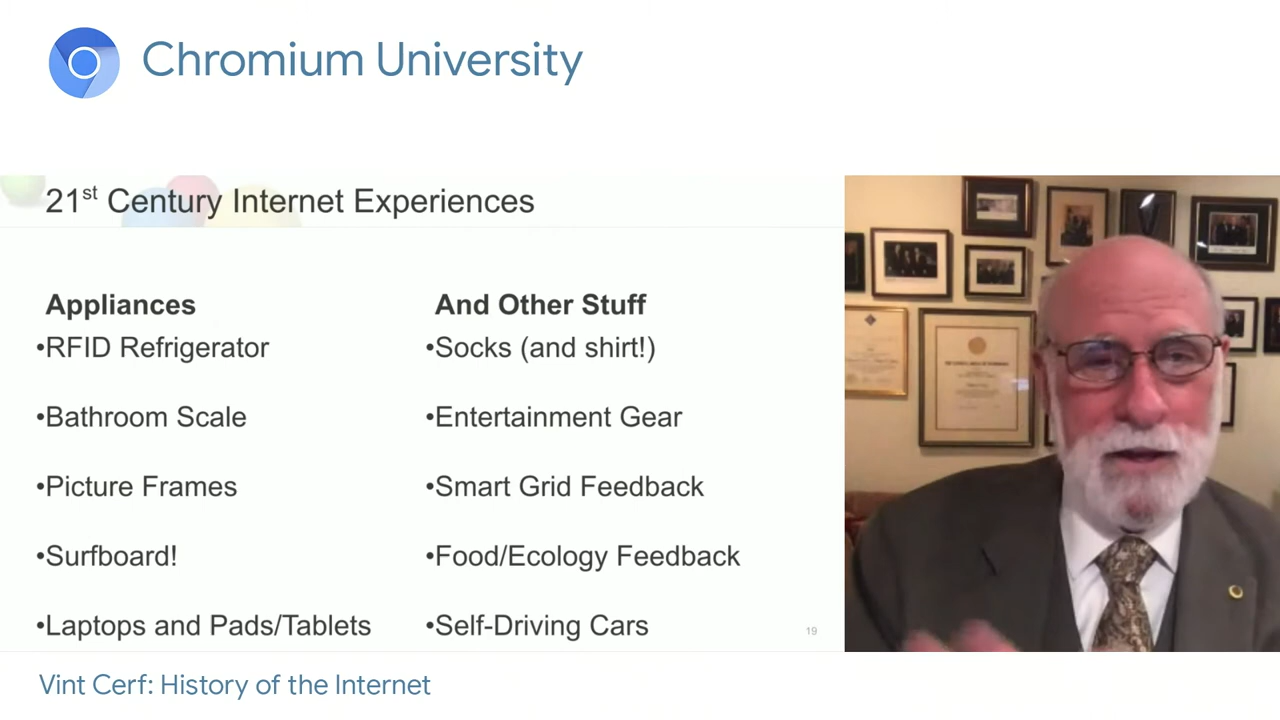 Chromium University
21st Century Internet Experiences
Appliances
•RFID Refrigerator
•Bathroom Scale
•Picture Frames
•Surfboard!
•Laptops and Pads/Tablets
And Other Stuff
•Socks (and shirt!)
•Entertainment Gear
•Smart Grid Feedback
•Food/Ecology Feedback
•Self-Driving Cars
19
Vint Cerf: History of the Internet